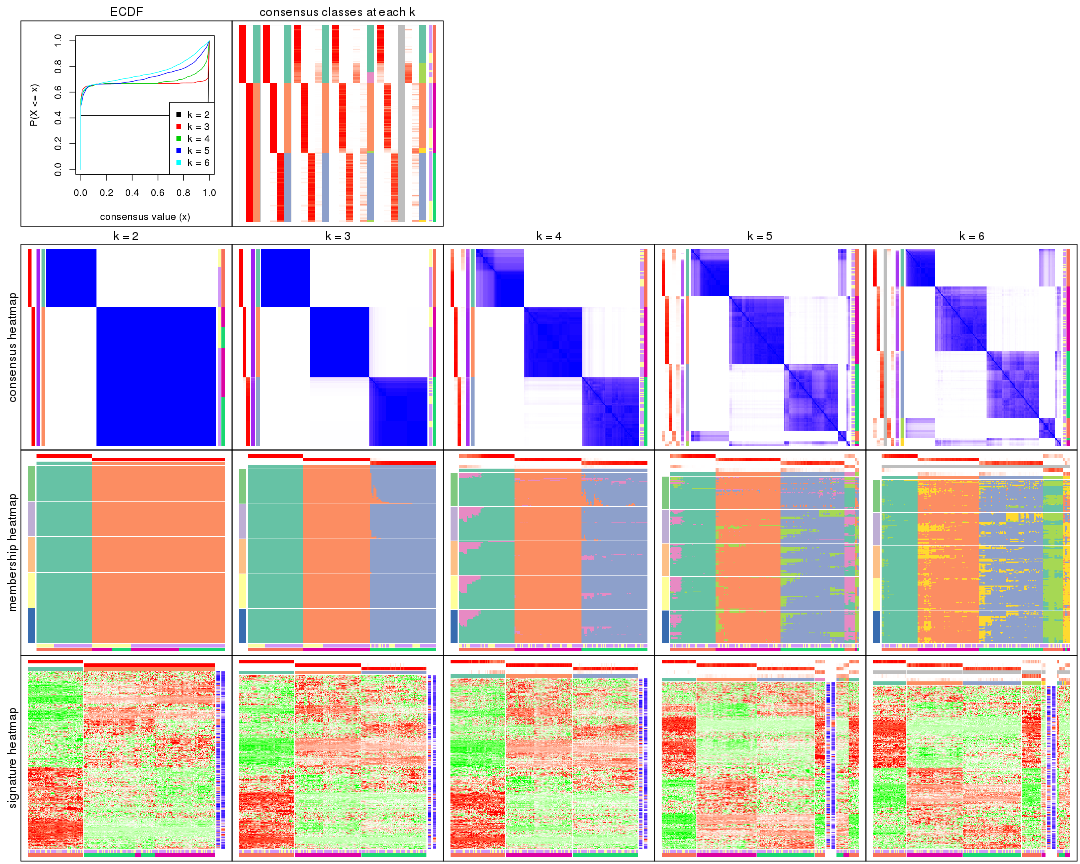 ECDF
consensus classes at each k
P(X <= x)
1.0
0.8
0.6
0.4
0.2
0.0
k = 2
k = 3
k = 4
k = 5
k = 6
0.0 0.2 0.4 0.6 0.8 1.0
consensus value (x)
k = 2
k = 3
k = 4
k = 5
k = 6
consensus heatmap
membership heatmap
signature heatmap